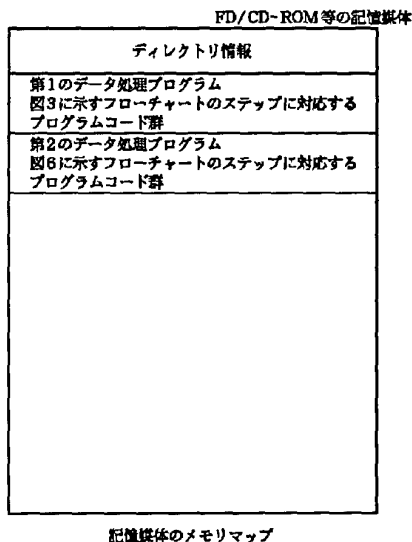 FD/CD-ROM等の記憶媒体
ディレクトリ情報
第1のデータ処理プログラム
図3に示すフローチャートのステップに対応する
プログラムコード群
第2のデータ処理プログラム
図6に示すフローチャートのステップに対応する
プログラムコード群
記憶媒体のメモリマップ